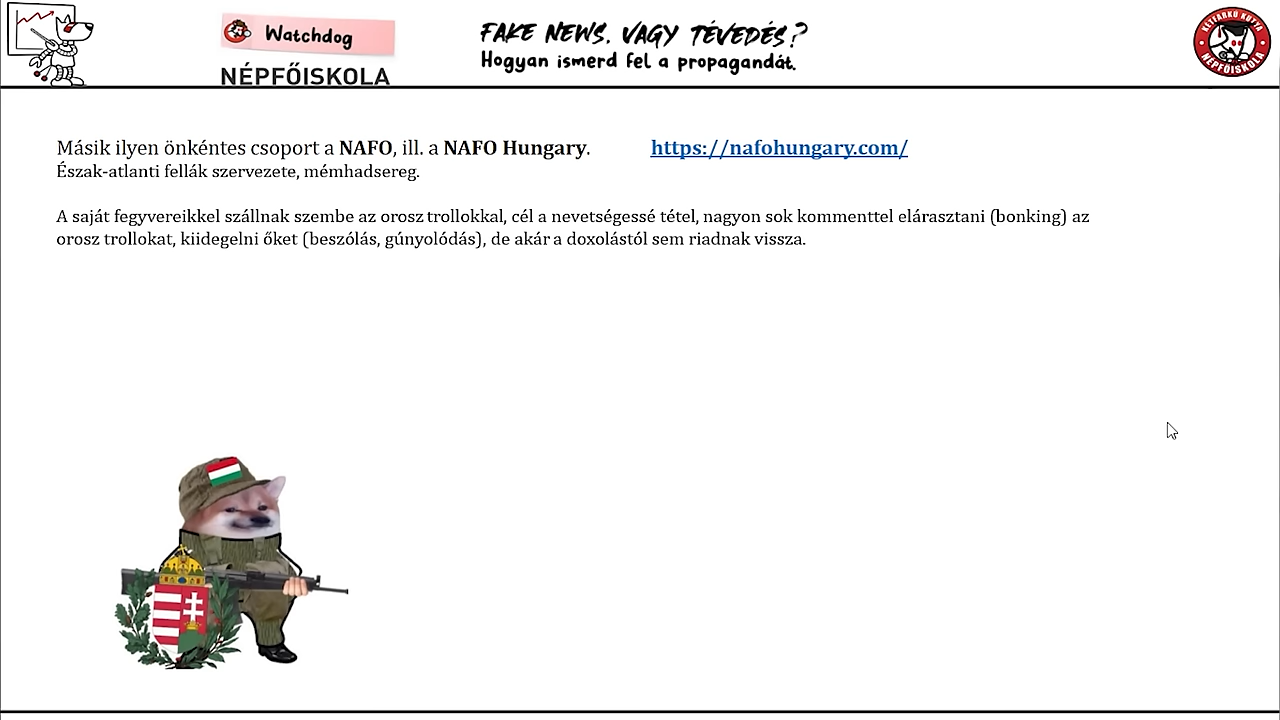 Watchdog
NÉPFŐISKOLA
FAKE NEWS. VAGY TÉVEDÉS?
Hogyan ismerd fel a propagandát.
KÉTFARKÚ KUTYA
NÉPFŐISKOLA
Másik ilyen önkéntes csoport a NAFO, ill. a NAFO Hungary. https://nafohungary.com/
Észak-atlanti fellák szervezete, mémhadsereg.
A saját fegyvereikkel szállnak szembe az orosz trollokkal, cél a nevetségessé tétel, nagyon sok kommenttel elárasztani (bonking) az
orosz trollokat, kiidegelni őket (beszólás, gúnyolódás), de akár a doxolástól sem riadnak vissza.